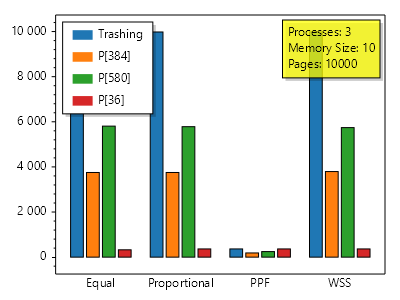 10 000
8 000
6 000
4 000
2 000
0
Trashing
P[384]
P[580]
P[36]
Processes: 3
Memory Size: 10
Pages: 10000
Equal
Proportional
PPF
WSS